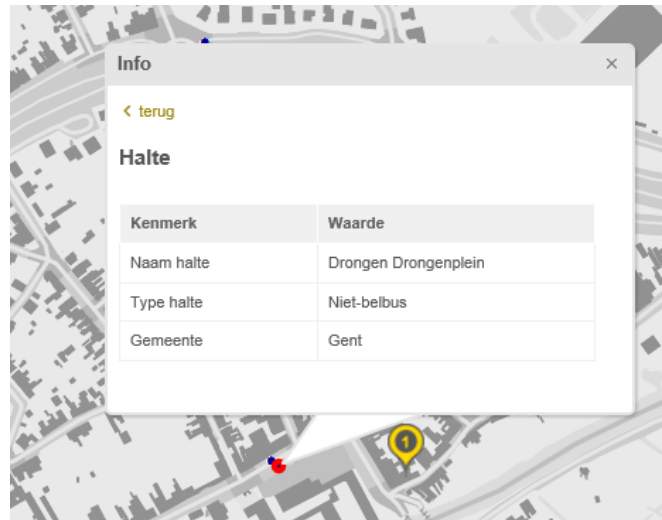 Info ×
< terug
Halte
Kenmerk Waarde
Naam halte Drongen Drongenplein
Type halte Niet-belbus
Gemeente Gent
1